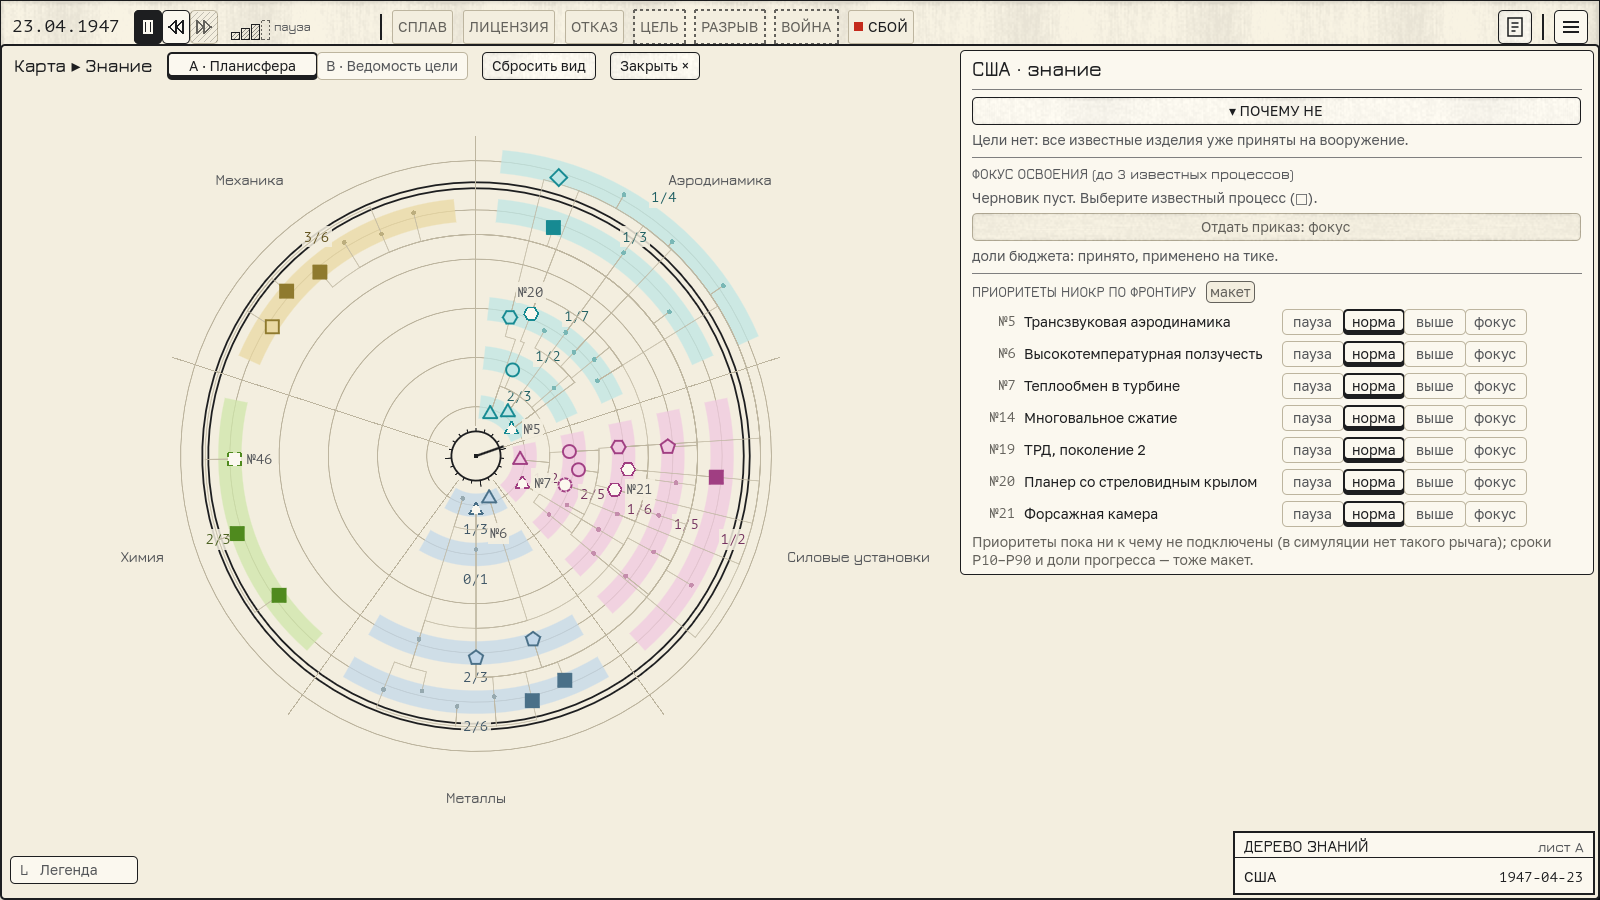 23.04.1947 пауза СПЛАВ ЛИЦЕНЗИЯ ОТКАЗ ЦЕЛЬ РАЗРЫВ ВОЙНА СБОЙ
Карта ▸ Знание А · Планисфера В · Ведомость цели Сбросить вид Закрыть ×
Механика
Аэродинамика
1/4
3/6
1/3
№20
1/7
1/2
2/3
№5
№46
№7
2/5
№21
1/6
1/3
№6
1/5
2/3
1/2
Химия
Силовые установки
0/1
2/3
2/6
Металлы
L Легенда
США · знание
▾ ПОЧЕМУ НЕ
Цели нет: все известные изделия уже приняты на вооружение.
ФОКУС ОСВОЕНИЯ (до 3 известных процессов)
Черновик пуст. Выберите известный процесс (□).
Отдать приказ: фокус
доли бюджета: принято, применено на тике.
ПРИОРИТЕТЫ НИОКР ПО ФРОНТИРУ макет
№5 Трансзвуковая аэродинамика пауза норма выше фокус
№6 Высокотемпературная ползучесть пауза норма выше фокус
№7 Теплообмен в турбине пауза норма выше фокус
№14 Многовальное сжатие пауза норма выше фокус
№19 ТРД, поколение 2 пауза норма выше фокус
№20 Планер со стреловидным крылом пауза норма выше фокус
№21 Форсажная камера пауза норма выше фокус
Приоритеты пока ни к чему не подключены (в симуляции нет такого рычага); сроки
P10–P90 и доли прогресса — тоже макет.
ДЕРЕВО ЗНАНИЙ лист А
США 1947-04-23